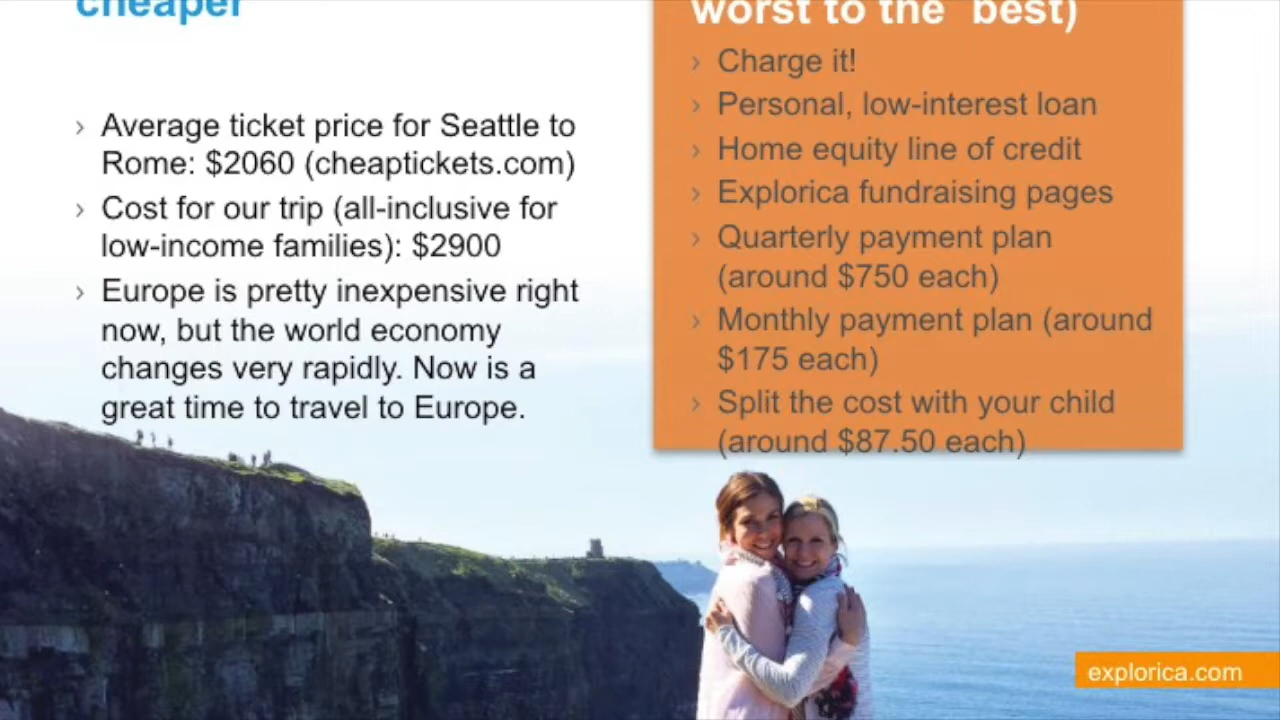 cheaper
› Average ticket price for Seattle to
Rome: $2060 (cheaptickets.com)
› Cost for our trip (all-inclusive for
low-income families): $2900
› Europe is pretty inexpensive right
now, but the world economy
changes very rapidly. Now is a
great time to travel to Europe.
worst to the best)
› Charge it!
› Personal, low-interest loan
› Home equity line of credit
› Explorica fundraising pages
› Quarterly payment plan
(around $750 each)
› Monthly payment plan (around
$175 each)
› Split the cost with your child
(around $87.50 each)
explorica.com